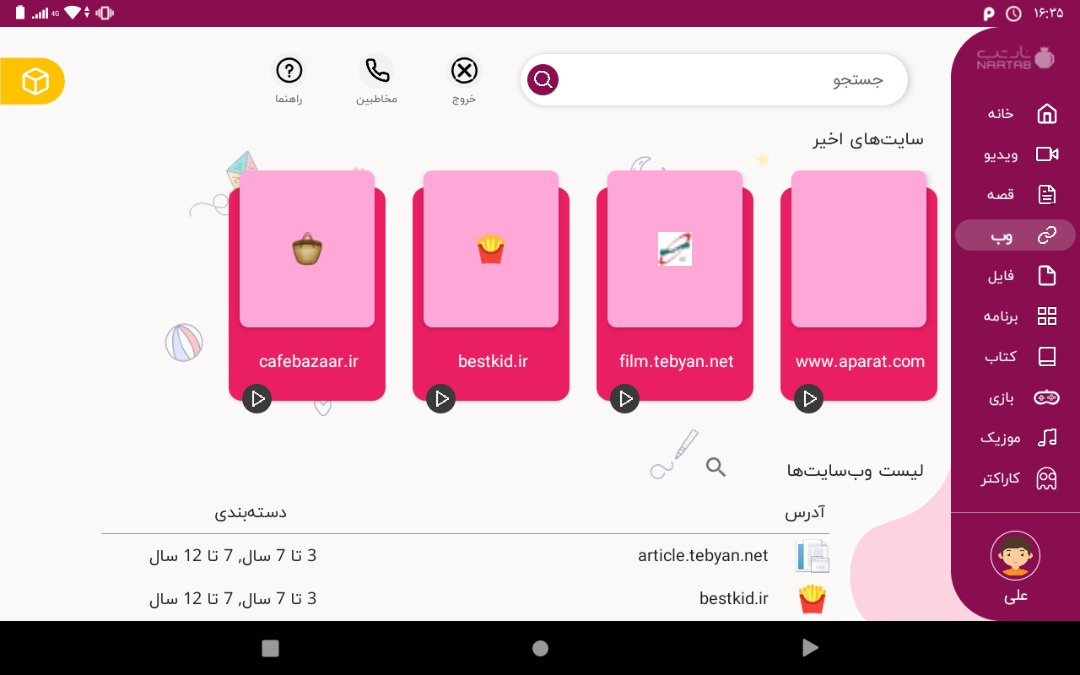 ۱۶:۳۵
4G
نارتب
NARTAB
خانه
ویدیو
قصه
وب
فایل
برنامه
کتاب
بازی
موزیک
کاراکتر
علی
جستجو
خروج
مخاطبین
راهنما
سایت‌های اخیر
www.aparat.com
film.tebyan.net
bestkid.ir
cafebazaar.ir
لیست وب‌سایت‌ها
آدرس دسته‌بندی
article.tebyan.net 3 تا 7 سال, 7 تا 12 سال
bestkid.ir 3 تا 7 سال, 7 تا 12 سال